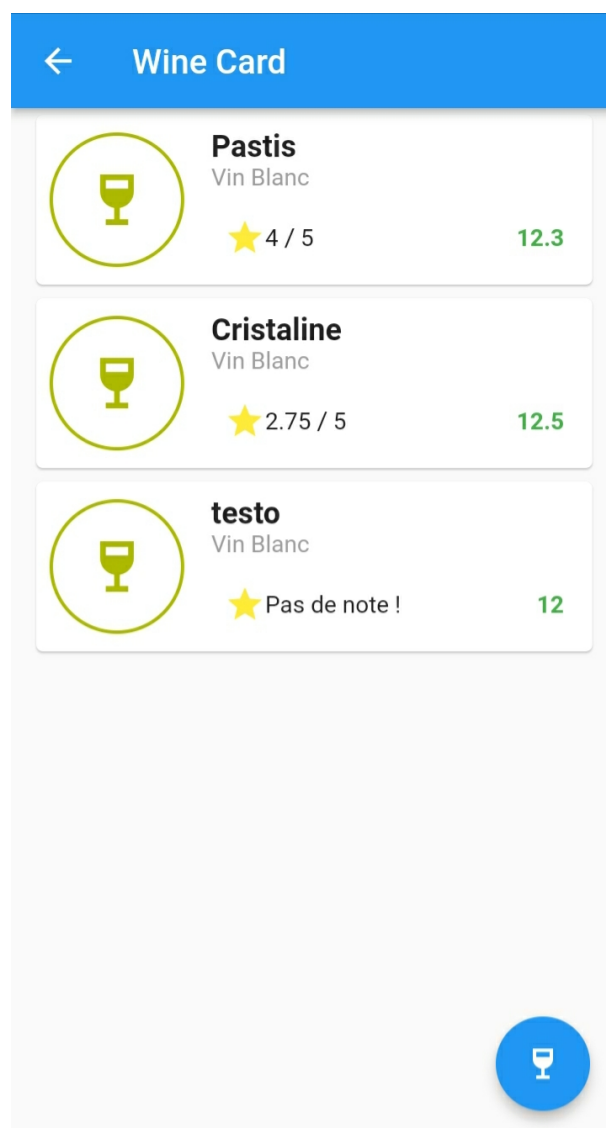 Wine Card
Pastis
Vin Blanc
4 / 5 12.3
Cristaline
Vin Blanc
2.75 / 5 12.5
testo
Vin Blanc
Pas de note ! 12